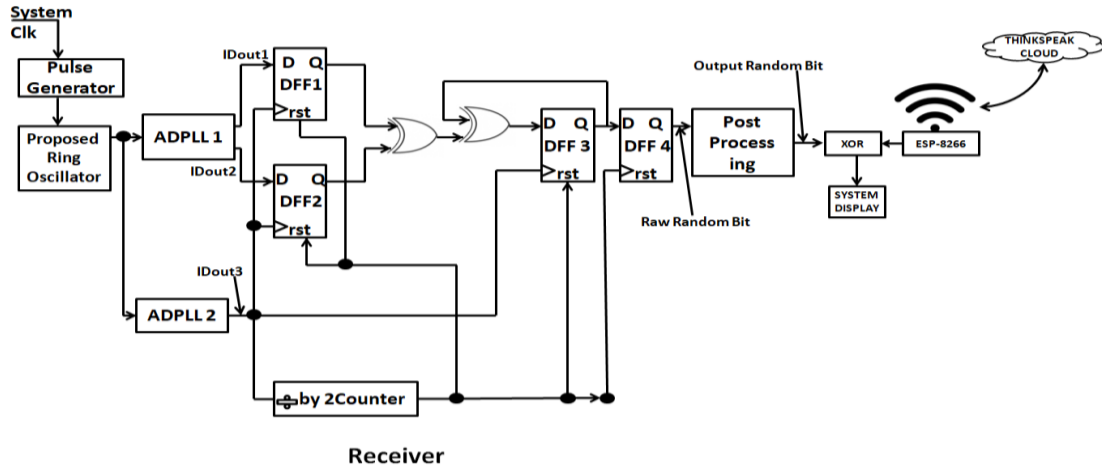 System
Clk
Pulse
Generator
Proposed
Ring
Oscillator
ADPLL 1
IDout1
IDout2
D Q
DFF1
rst
D Q
DFF2
rst
IDout3
ADPLL 2
÷by 2Counter
D Q
DFF 3
rst
D Q
DFF 4
rst
Raw Random Bit
Post
Process
ing
Output Random Bit
XOR
SYSTEM
DISPLAY
ESP-8266
THINKSPEAK
CLOUD
Receiver